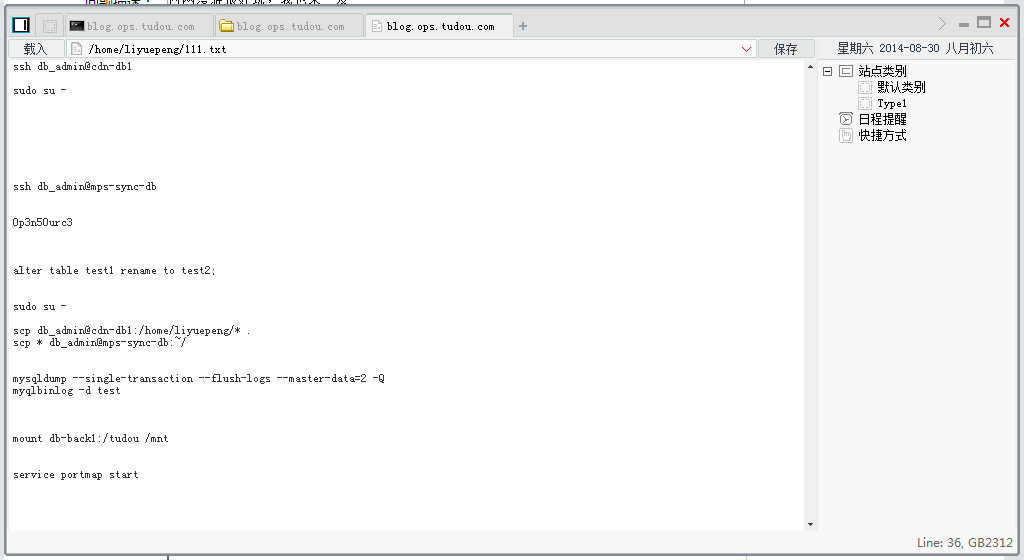 blog.ops.tudou.com
blog.ops.tudou.com
blog.ops.tudou.com
载入
/home/liyuepeng/111.txt
保存
星期六 2014-08-30 八月初六
ssh db_admin@cdn-db1
sudo su -
ssh db_admin@mps-sync-db
0p3n50urc3
alter table test1 rename to test2;
sudo su -
scp db_admin@cdn-db1:/home/liyuepeng/* .
scp * db_admin@mps-sync-db:~/
mysqldump --single-transaction --flush-logs --master-data=2 -Q
myqlbinlog -d test
mount db-back1:/tudou /mnt
service portmap start
站点类别
默认类别
Type1
日程提醒
快捷方式
Line: 36, GB2312